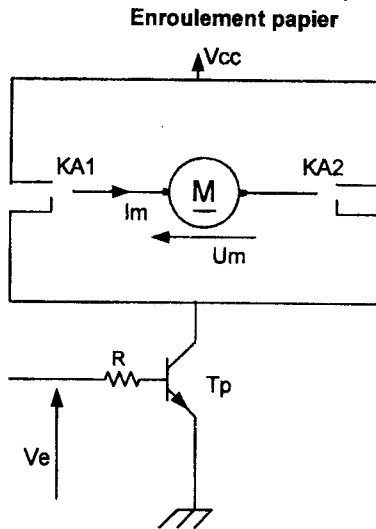 Enroulement papier
Vcc
KA1
KA2
M
Im
Um
R
Tp
Ve